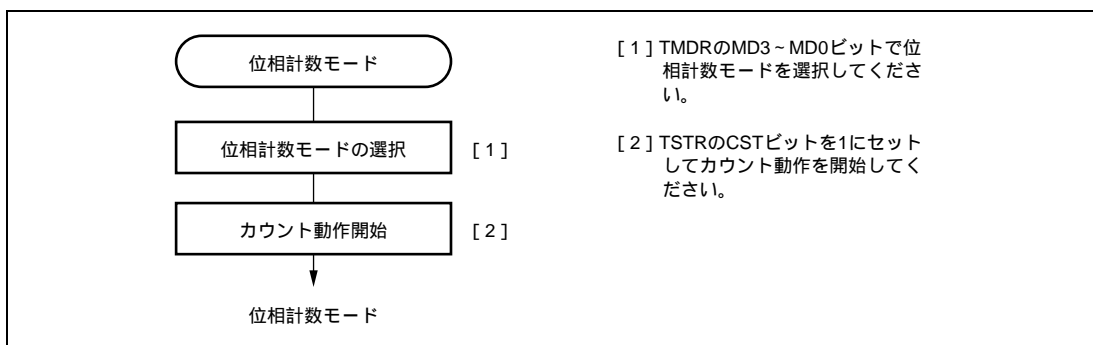 位相計数モード
位相計数モードの選択 [1]
カウント動作開始 [2]
位相計数モード
[1]TMDRのMD3~MD0ビットで位
相計数モードを選択してくださ
い。
[2]TSTRのCSTビットを1にセット
してカウント動作を開始してく
ださい。